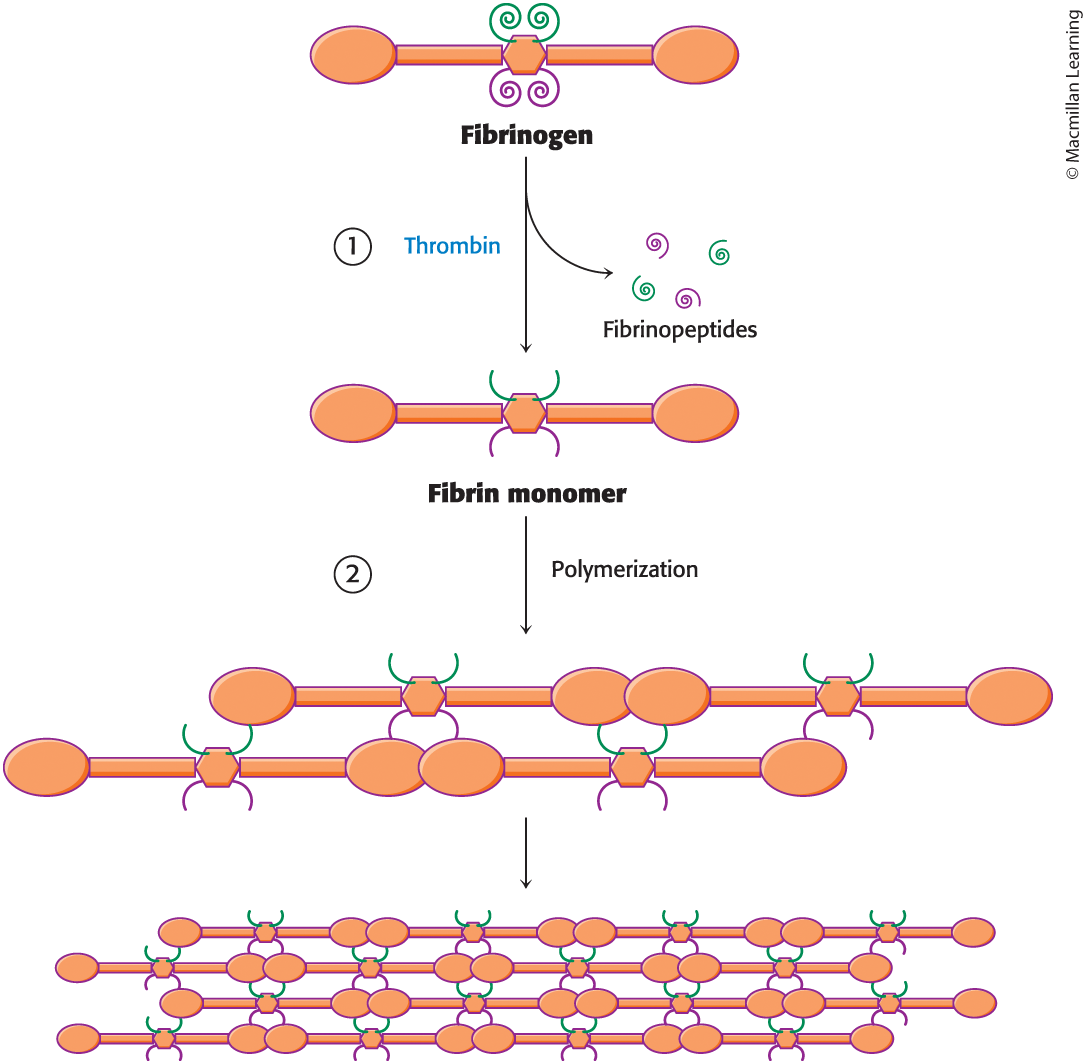 © Macmillan Learning
Fibrinogen
1
Thrombin
Fibrinopeptides
Fibrin monomer
2
Polymerization